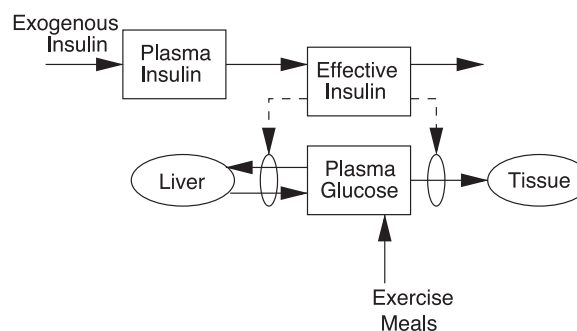 Exogenous
Insulin
Plasma
Insulin
Effective
Insulin
Liver
Plasma
Glucose
Tissue
Exercise
Meals